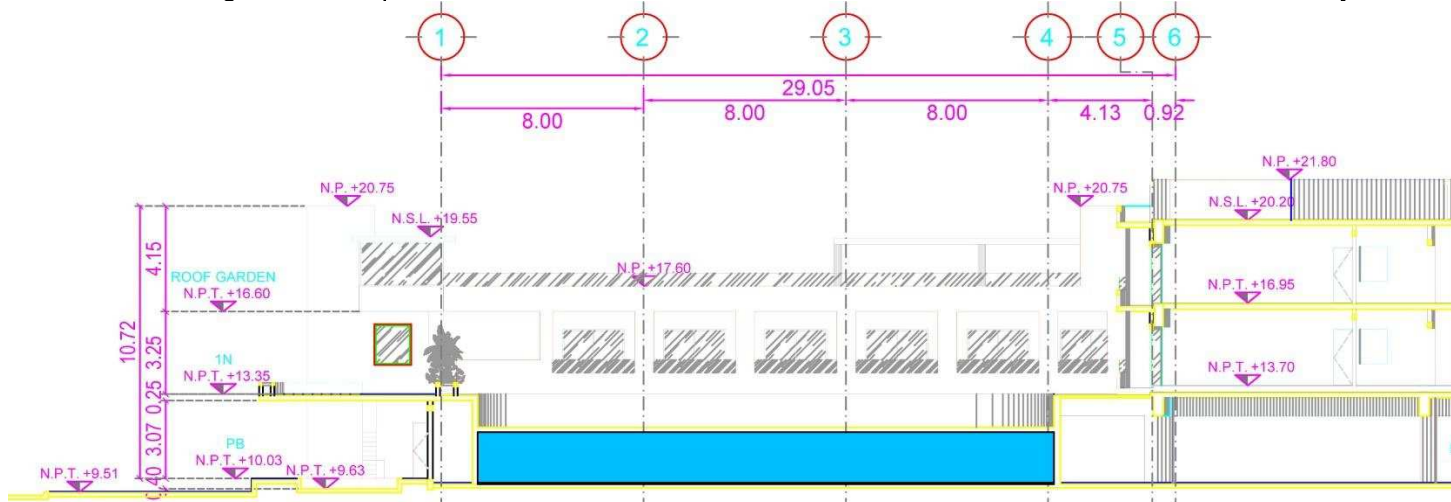 1
2
3
4
5
6
29.05
8.00
8.00
8.00
4.13
0.92
N.P. +21.80
N.P. +20.75
N.P. +20.75
N.S.L. +20.20
N.S.L. +19.55
4.15
ROOF GARDEN
N.P.T. +16.60
N.P. +17.60
N.P.T. +16.95
10.72
3.25
1N
N.P.T. +13.35
N.P.T. +13.70
0.25
3.07
PB
N.P.T. +10.03
N.P.T. +9.51
N.P.T. +9.63
0.40